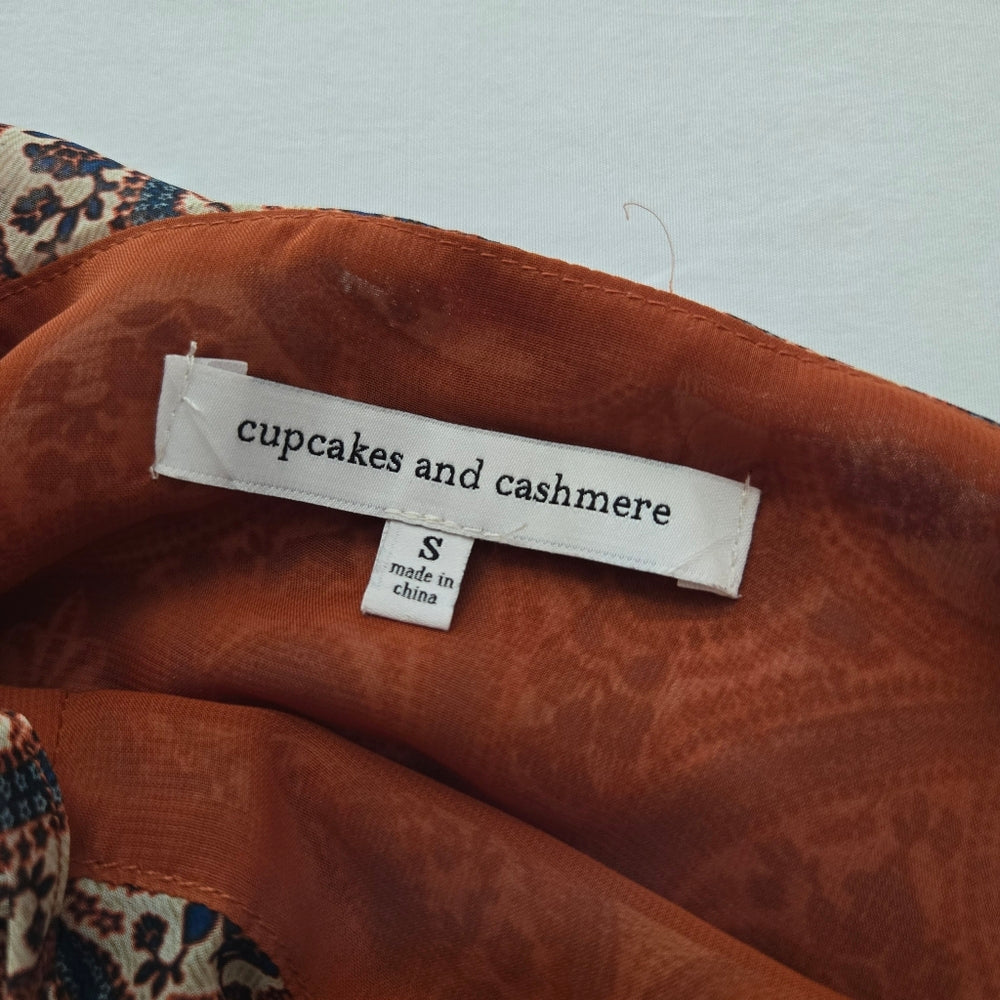 cupcakes and cashmere
S
made in
china